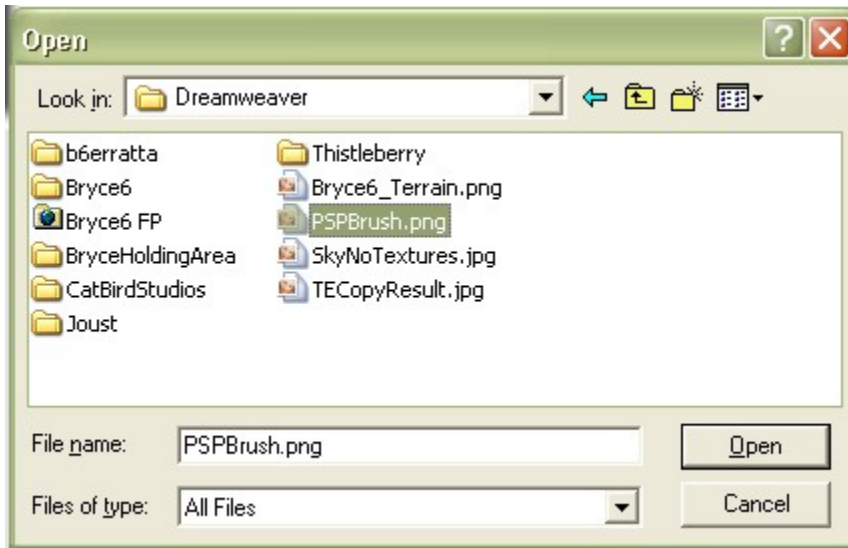 Open
Look in: Dreamweaver
b6erratta
Bryce6
Bryce6 FP
BryceHoldingArea
CatBirdStudios
Joust
Thistleberry
Bryce6_Terrain.png
PSPBrush.png
SkyNoTextures.jpg
TECopyResult.jpg
File name: PSPBrush.png Open
Files of type: All Files Cancel